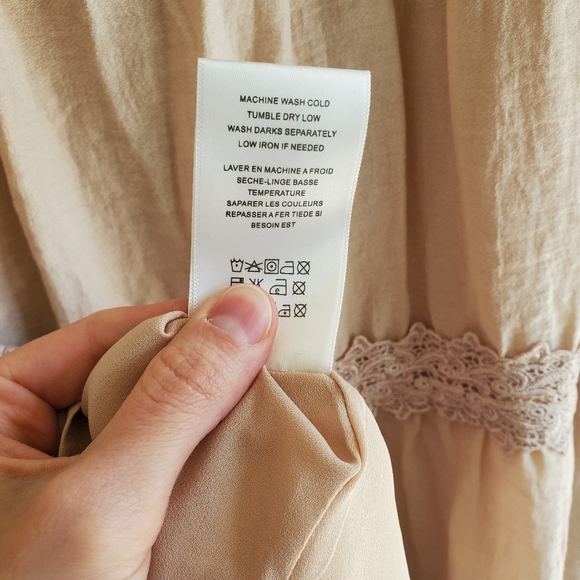 MACHINE WASH COLD
TUMBLE DRY LOW
WASH DARKS SEPARATELY
LOW IRON IF NEEDED
LAVER EN MACHINE A FROID
SECHE-LINGE BASSE
TEMPERATURE
SAPARER LES COULEURS
REPASSER A FER TIEDE SI
BESOIN EST